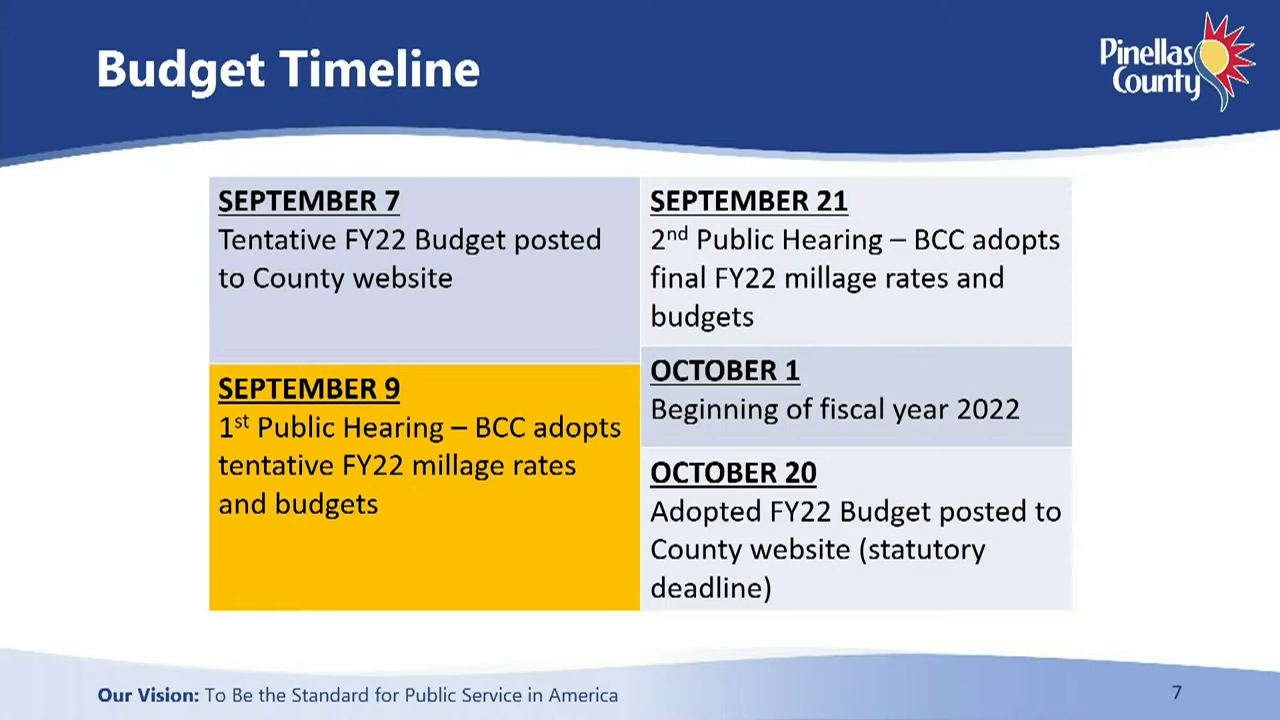 Budget Timeline
Pinellas
County
SEPTEMBER 7
Tentative FY22 Budget posted
to County website
SEPTEMBER 9
1st Public Hearing – BCC adopts
tentative FY22 millage rates
and budgets
SEPTEMBER 21
2nd Public Hearing – BCC adopts
final FY22 millage rates and
budgets
OCTOBER 1
Beginning of fiscal year 2022
OCTOBER 20
Adopted FY22 Budget posted to
County website (statutory
deadline)
Our Vision: To Be the Standard for Public Service in America
7